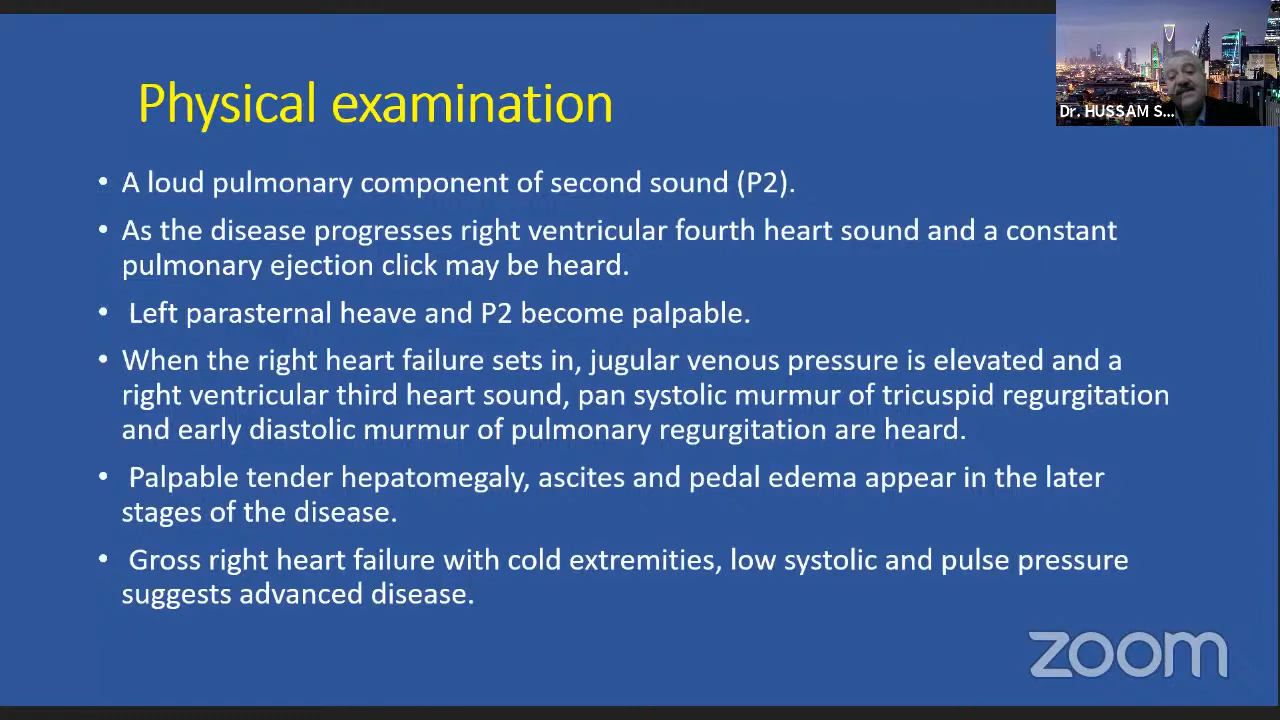 Physical examination
Dr. HUSSAM S...
• A loud pulmonary component of second sound (P2).
• As the disease progresses right ventricular fourth heart sound and a constant
pulmonary ejection click may be heard.
• Left parasternal heave and P2 become palpable.
• When the right heart failure sets in, jugular venous pressure is elevated and a
right ventricular third heart sound, pan systolic murmur of tricuspid regurgitation
and early diastolic murmur of pulmonary regurgitation are heard.
• Palpable tender hepatomegaly, ascites and pedal edema appear in the later
stages of the disease.
• Gross right heart failure with cold extremities, low systolic and pulse pressure
suggests advanced disease.
zoom